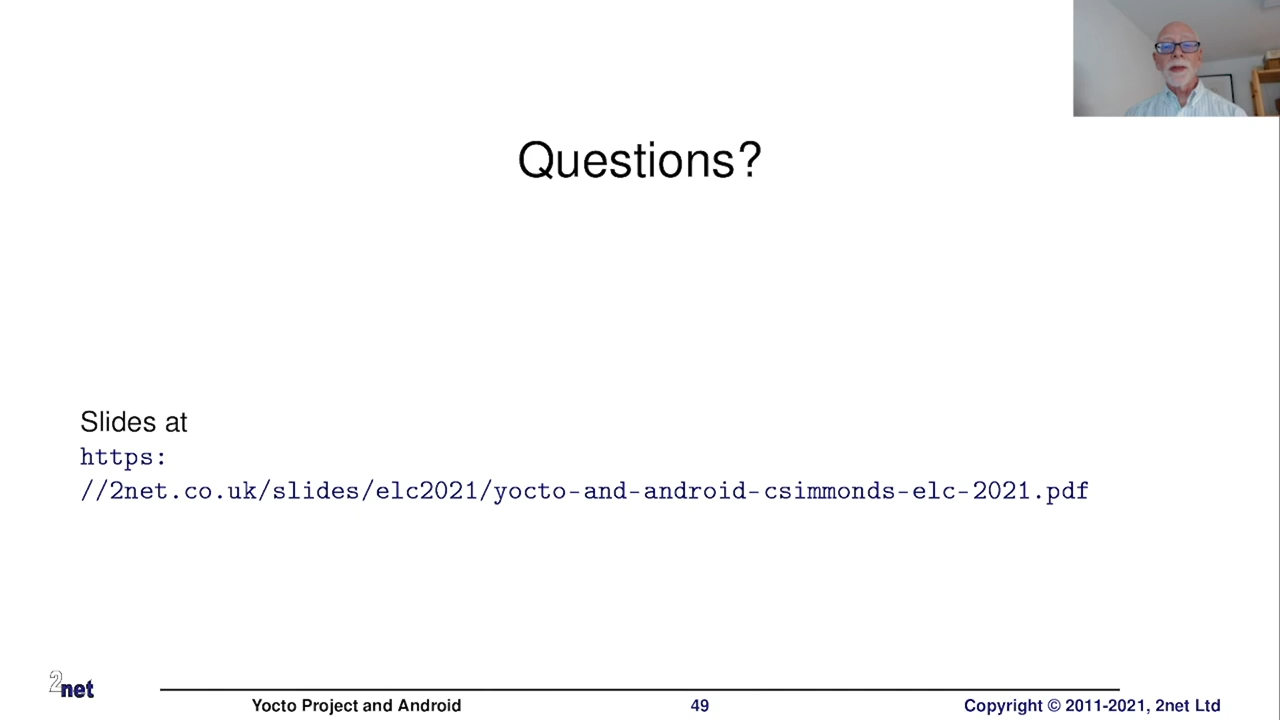 Questions?
Slides at
https:
//2net.co.uk/slides/elc2021/yocto-and-android-csimmonds-elc-2021.pdf
2net
Yocto Project and Android
49
Copyright © 2011-2021, 2net Ltd